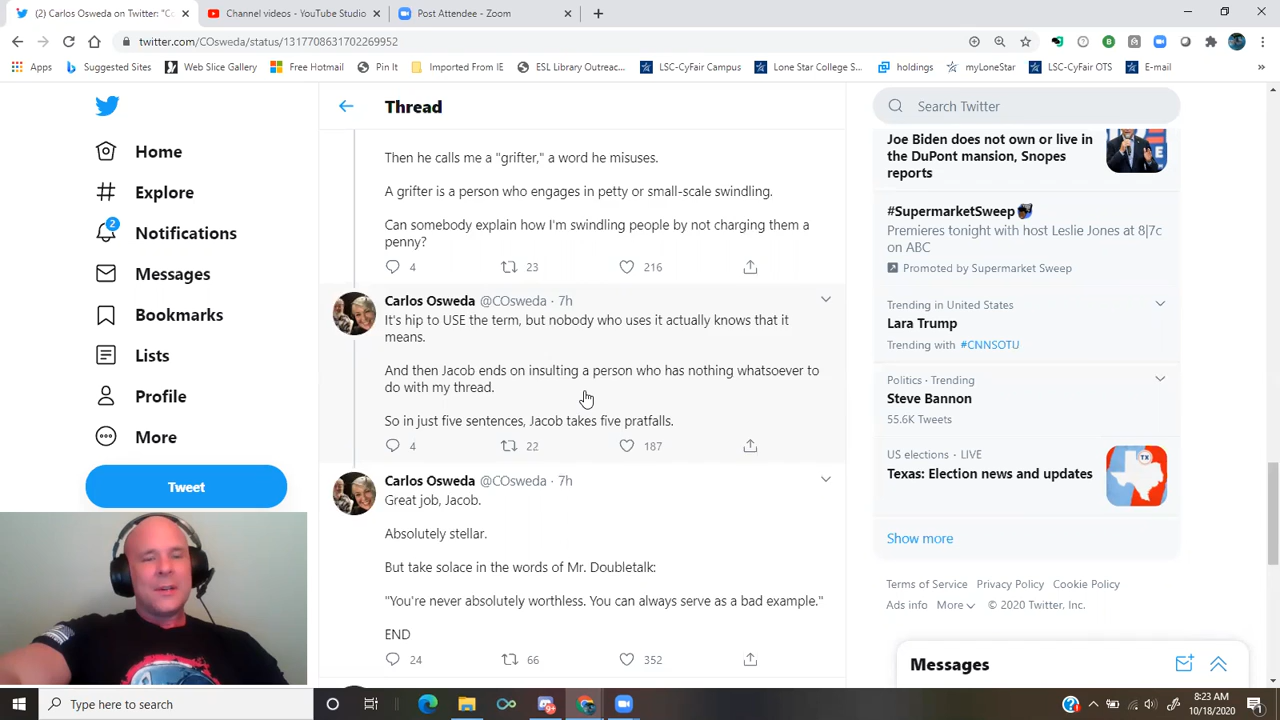 (2) Carlos Osweda on Twitter: "Co
Channel videos - YouTube Studio
Post Attendee - Zoom
twitter.com/COsweda/status/1317708631702269952
Apps
Suggested Sites
Web Slice Gallery
Free Hotmail
Pin It
Imported From IE
ESL Library Outreac...
LSC-CyFair Campus
Lone Star College S...
holdings
myLoneStar
LSC-CyFair OTS
E-mail
»
Home
Explore
2
Notifications
Messages
Bookmarks
Lists
Profile
More
Tweet
Thread
Then he calls me a "grifter," a word he misuses.
A grifter is a person who engages in petty or small-scale swindling.
Can somebody explain how I'm swindling people by not charging them a
penny?
4 23 216
Carlos Osweda @COsweda · 7h
It's hip to USE the term, but nobody who uses it actually knows that it
means.
And then Jacob ends on insulting a person who has nothing whatsoever to
do with my thread.
So in just five sentences, Jacob takes five pratfalls.
4 22 187
Carlos Osweda @COsweda · 7h
Great job, Jacob.
Absolutely stellar.
But take solace in the words of Mr. Doubletalk:
"You're never absolutely worthless. You can always serve as a bad example."
END
24 66 352
Search Twitter
Joe Biden does not own or live in
the DuPont mansion, Snopes
reports
#SupermarketSweep
Premieres tonight with host Leslie Jones at 8|7c
on ABC
Promoted by Supermarket Sweep
Trending in United States
Lara Trump
Trending with #CNNSOTU
Politics · Trending
Steve Bannon
55.6K Tweets
US elections · LIVE
Texas: Election news and updates
TX
Show more
Terms of Service Privacy Policy Cookie Policy
Ads info More © 2020 Twitter, Inc.
Messages
Type here to search
8:23 AM
10/18/2020